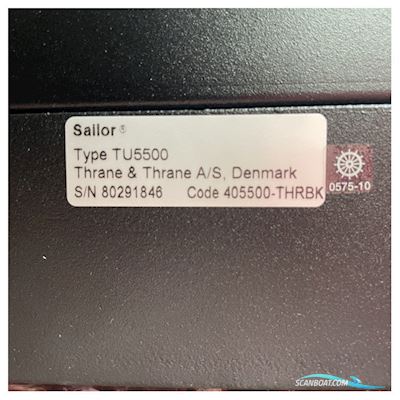 Sailor®
Type TU5500
Thrane & Thrane A/S, Denmark
S/N 80291846 Code 405500-THRBK
0575-10
SCANBOAT.COM